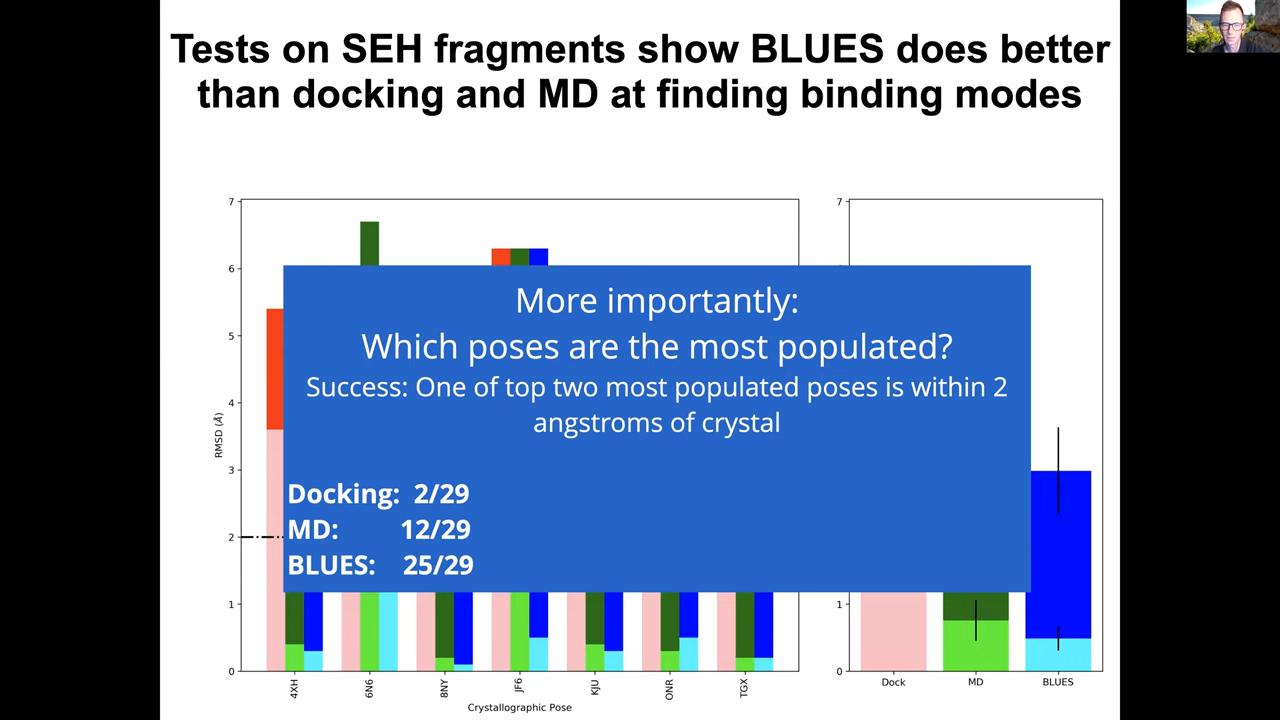 Tests on SEH fragments show BLUES does better
than docking and MD at finding binding modes
7
6
5
4
3
2
1
0
RMSD (Å)
4XH
6N6
8NY
JF6
KJU
ONR
TGX
Crystallographic Pose
7
1
0
Dock
MD
BLUES
More importantly:
Which poses are the most populated?
Success: One of top two most populated poses is within 2
angstroms of crystal
Docking: 2/29
MD: 12/29
BLUES: 25/29